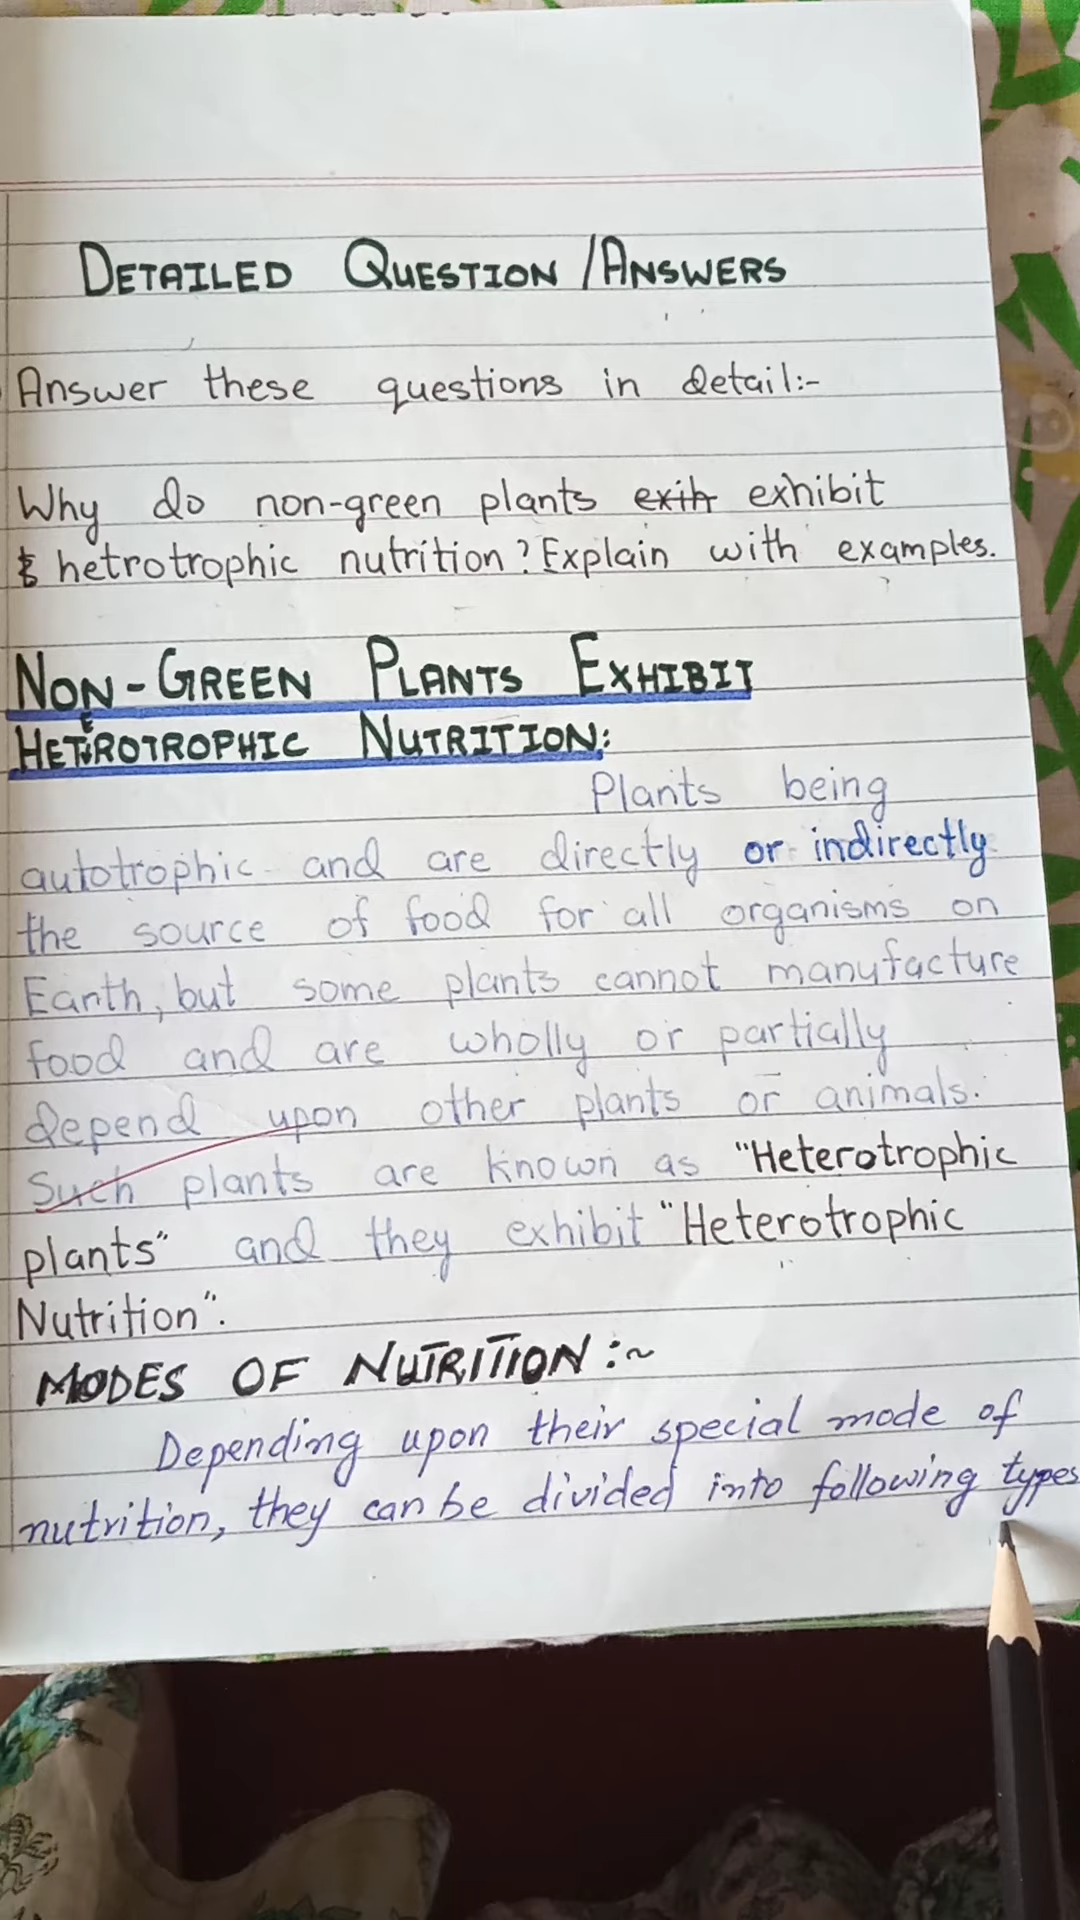 DETAILED QUESTION /ANSWERS
Answer these questions in detail:-
Why do non-green plants exih exhibit
hetrotrophic nutrition? Explain with examples.
NON-GREEN PLANTS EXHIBIT
HETEROTROPHIC NUTRITION:
Plants being
autotrophic and are directly or indirectly
the source of food for all organisms on
Earth, but some plants cannot manufacture
food and are wholly or partially
depend upon other plants or animals.
Such plants are known as "Heterotrophic
plants" and they exhibit "Heterotrophic
Nutrition".
MODES OF NUTRITION :~
Depending upon their special mode of
nutrition, they can be divided into following types